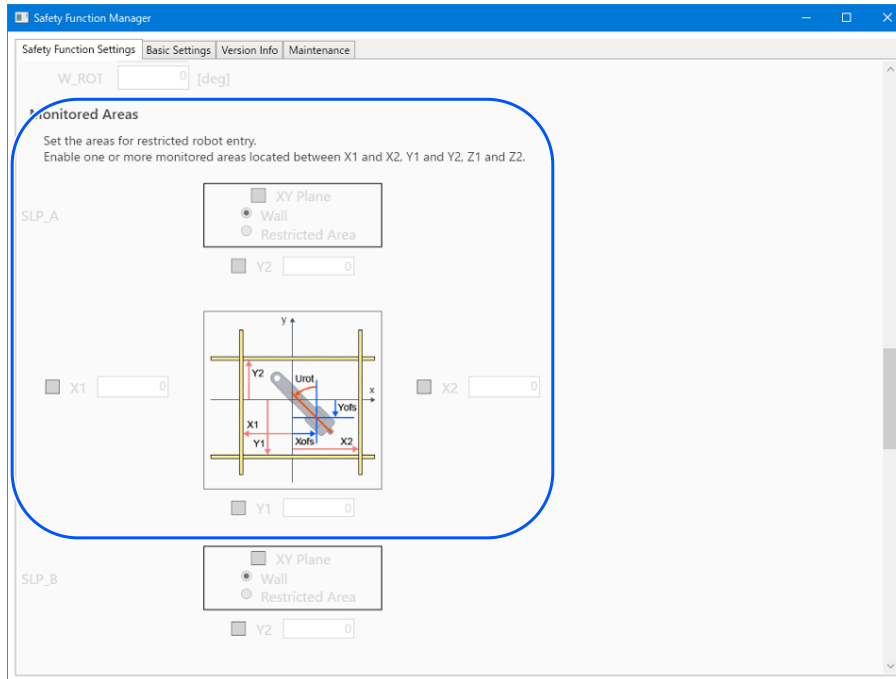 Safety Function Manager
Safety Function Settings Basic Settings Version Info Maintenance
W_ROT 0 [deg]
Monitored Areas
Set the areas for restricted robot entry.
Enable one or more monitored areas located between X1 and X2, Y1 and Y2, Z1 and Z2.
SLP_A
XY Plane
Wall
Restricted Area
Y2 0
y
Y2 Urot
x
X1 0
X2 0
Yofs
X1
Y1 Xofs X2
Y1 0
SLP_B
XY Plane
Wall
Restricted Area
Y2 0